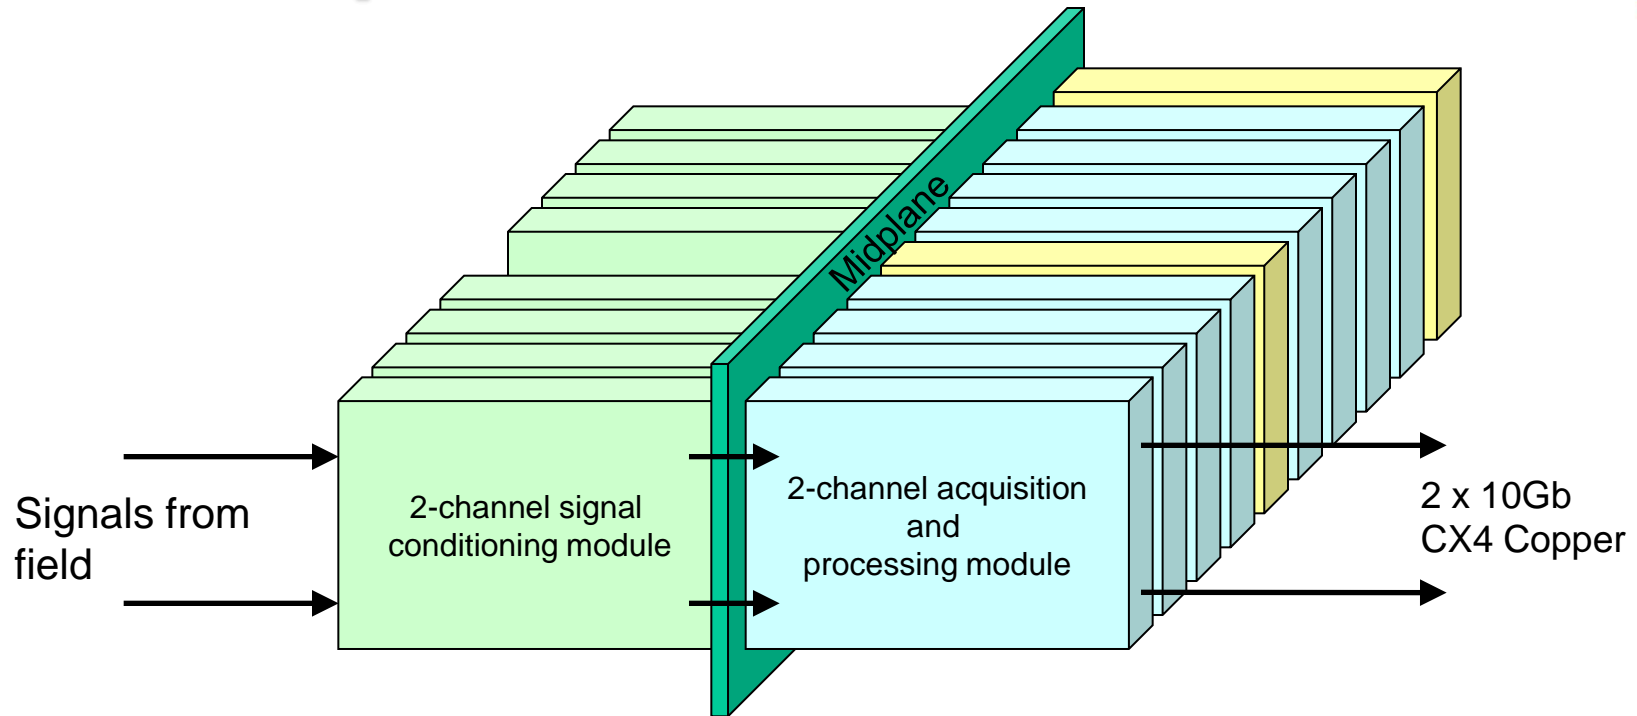 Midplane
Signals from
field
2-channel signal
conditioning module
2-channel acquisition
and
processing module
2 x 10Gb
CX4 Copper